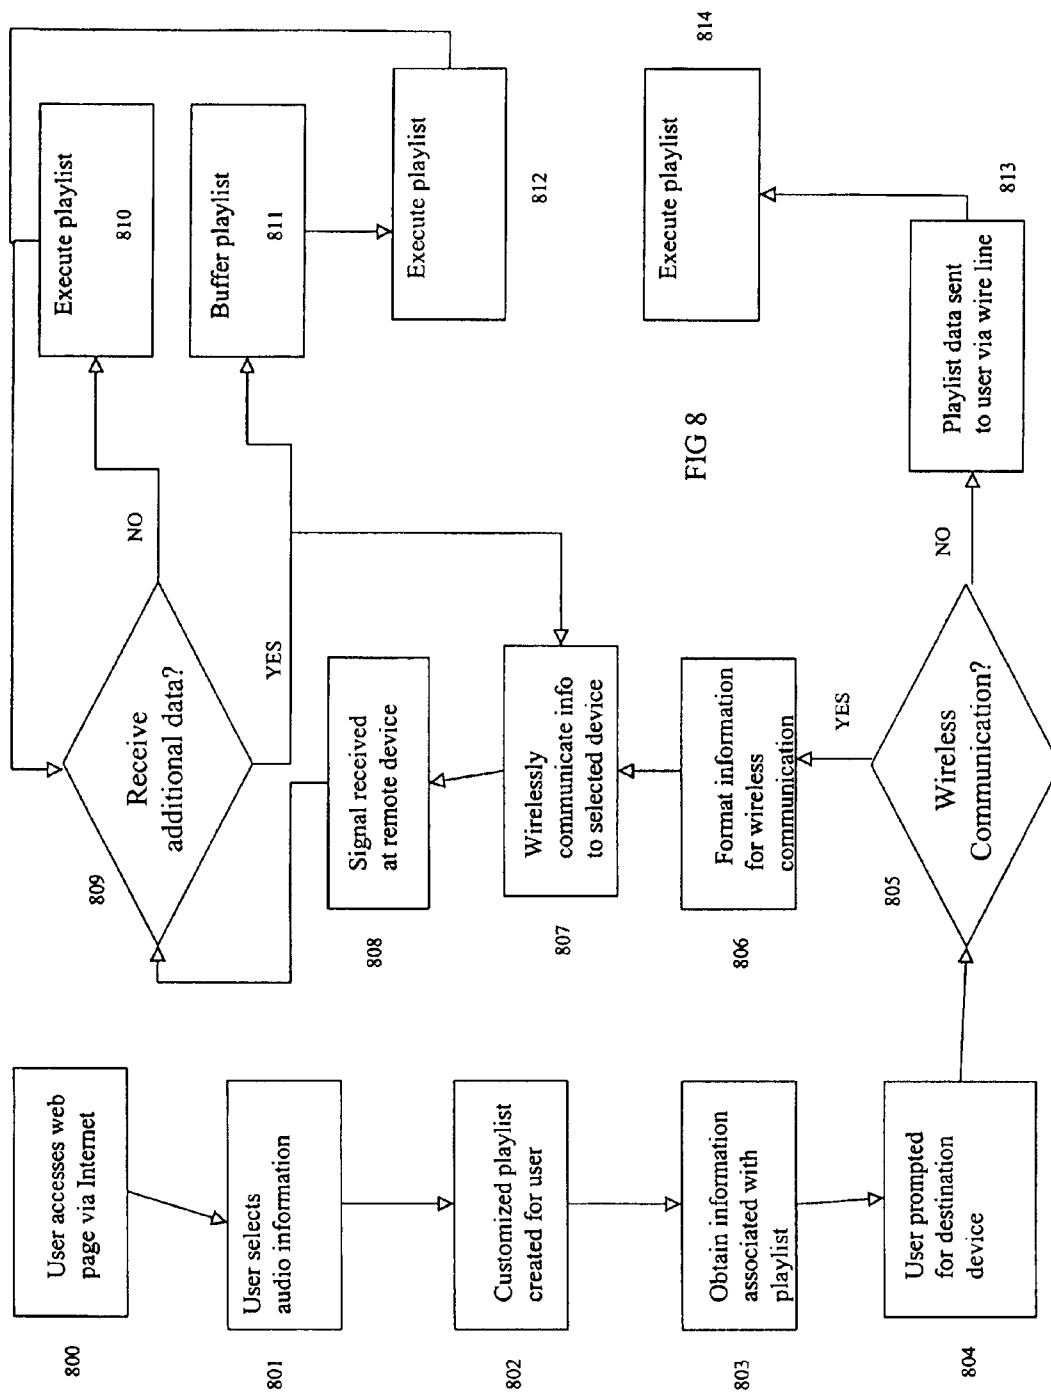 800
User accesses web
page via Internet
801
User selects
audio information
802
Customized playlist
created for user
803
Obtain information
associated with
playlist
804
User prompted
for destination
device
805
Wireless
Communication?
YES
NO
806
Format information
for wireless
communication
807
Wirelessly
communicate info
to selected device
808
Signal received
at remote device
809
Receive
additional data?
NO
YES
Execute playlist
810
Buffer playlist
811
Execute playlist
812
Playlist data sent
to user via wire line
813
Execute playlist
814
FIG 8